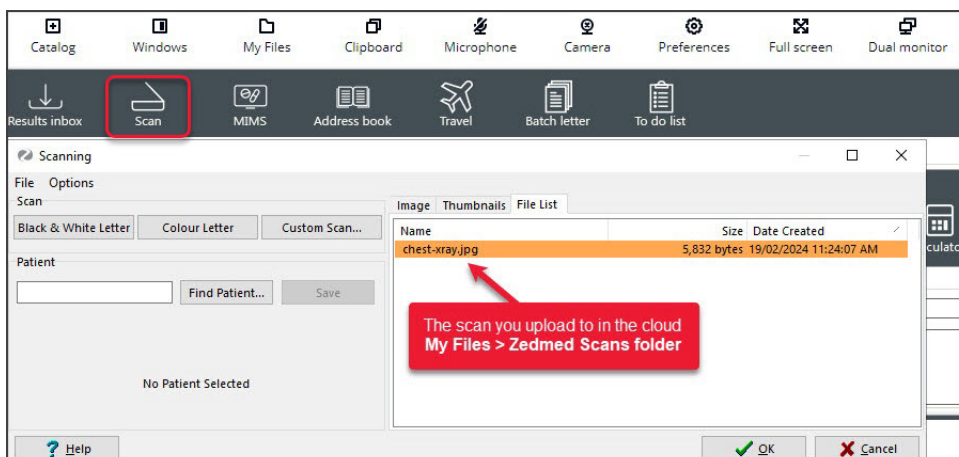 Catalog Windows My Files Clipboard Microphone Camera Preferences Full screen Dual monitor
Results inbox Scan MIMS Address book Travel Batch letter To do list
Scanning
File Options
Scan
Image Thumbnails File List
Black & White Letter Colour Letter Custom Scan...
Name Size Date Created
chest-xray.jpg 5,832 bytes 19/02/2024 11:24:07 AM
Patient
Find Patient... Save
The scan you upload to in the cloud
My Files > Zedmed Scans folder
No Patient Selected
Help OK Cancel